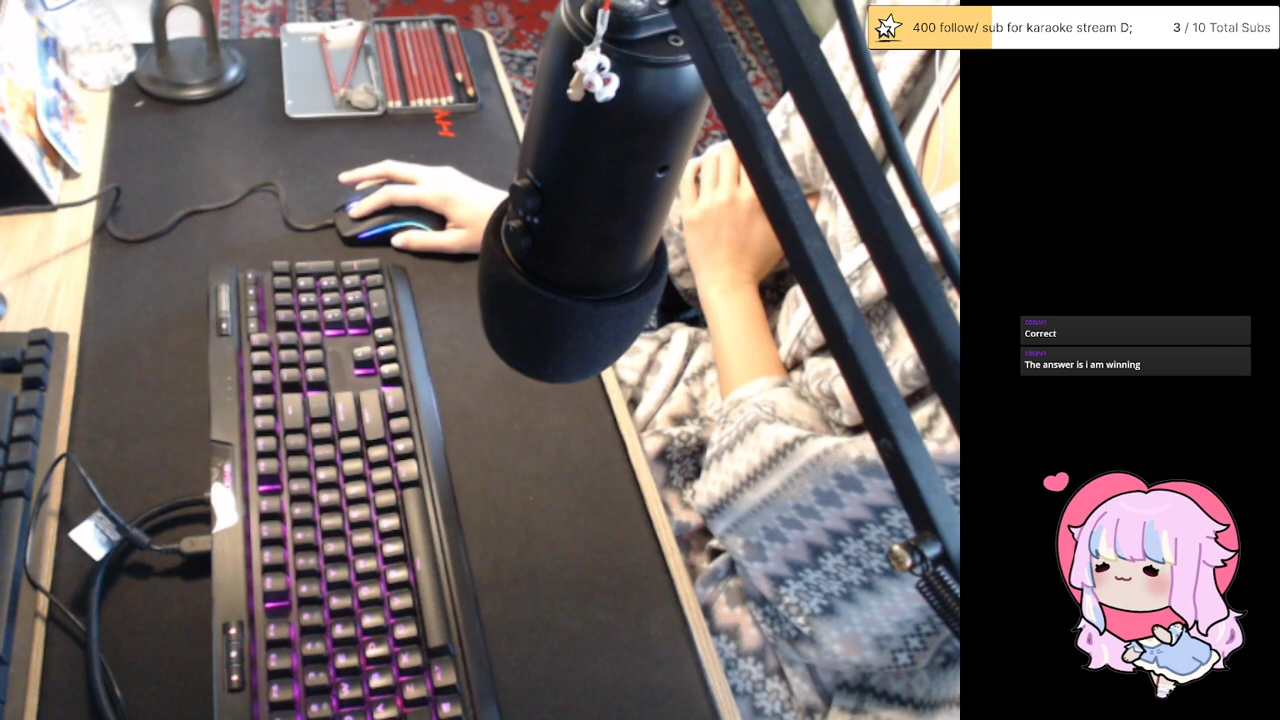 400 follow/ sub for karaoke stream D; 3 / 10 Total Subs
Correct
The answer is i am winning